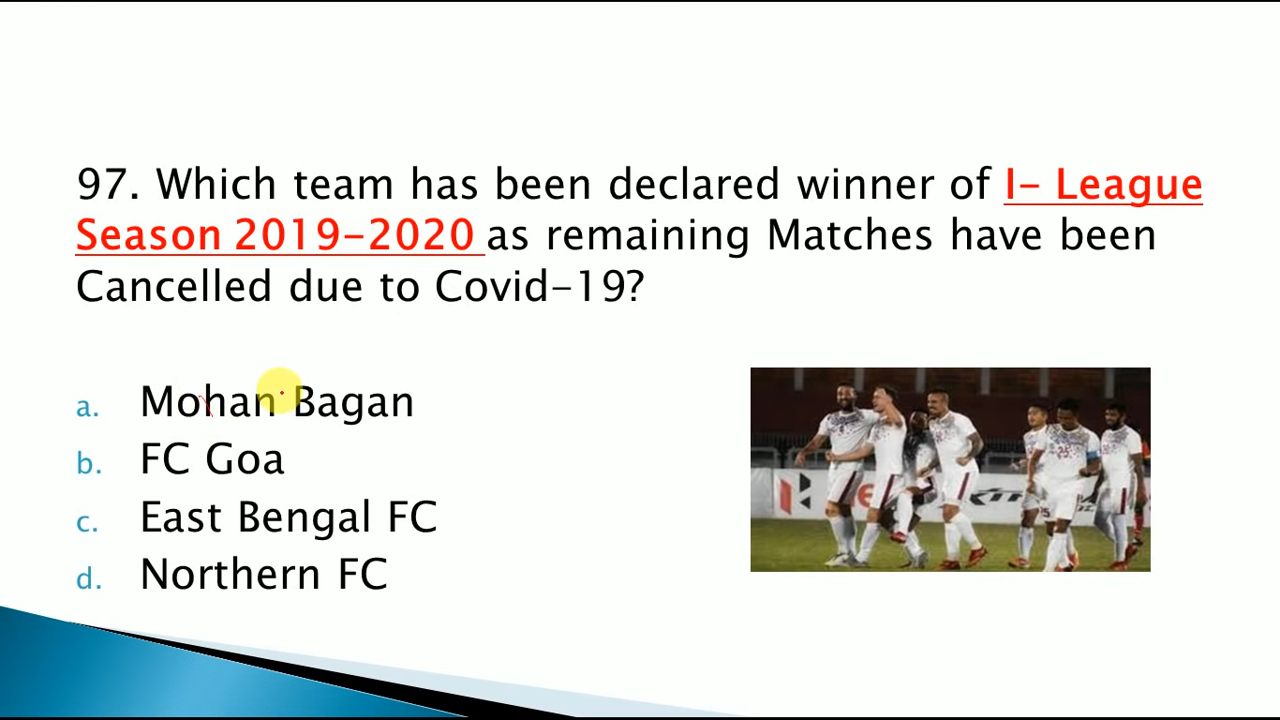 97. Which team has been declared winner of I- League
Season 2019-2020 as remaining Matches have been
Cancelled due to Covid-19?
a. Mohan Bagan
b. FC Goa
c. East Bengal FC
d. Northern FC